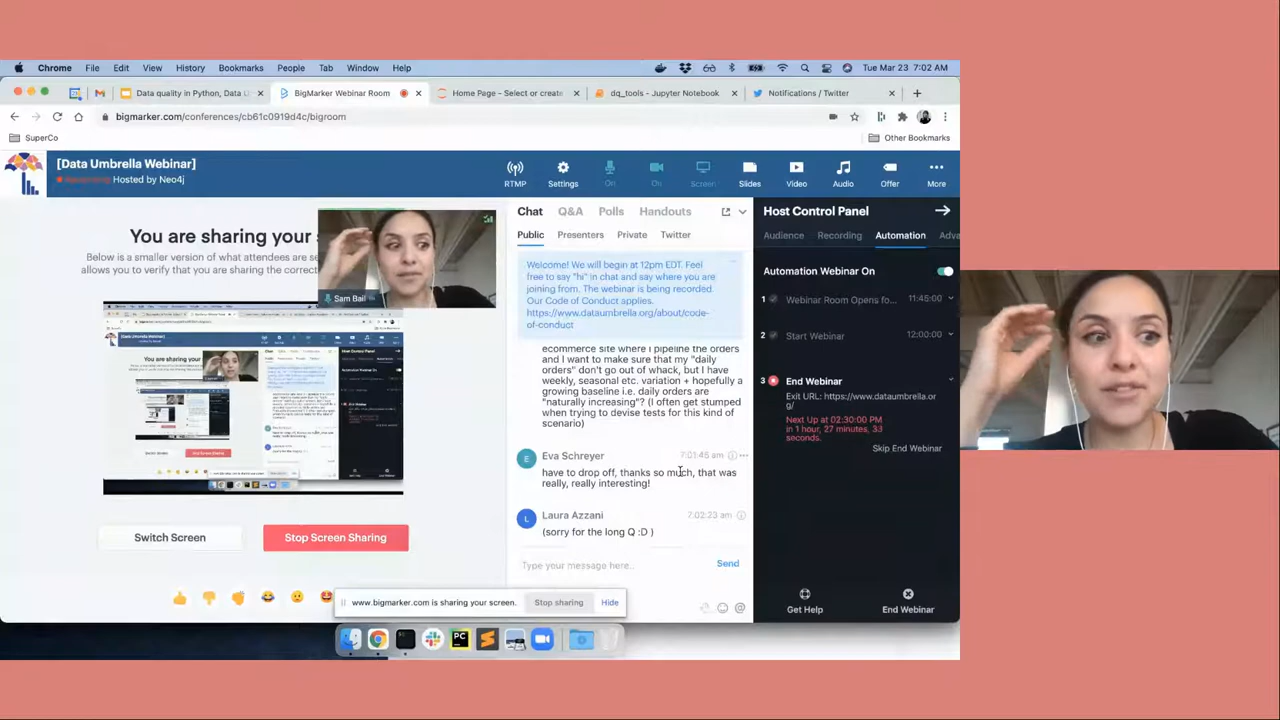 Chrome File Edit View History Bookmarks People Tab Window Help Tue Mar 23 7:02 AM
Data quality in Python, Data U BigMarker Webinar Room Home Page - Select or create dq_tools - Jupyter Notebook Notifications / Twitter
bigmarker.com/conferences/cb61c0919d4c/bigroom
SuperCo Other Bookmarks
[Data Umbrella Webinar]
Hosted by Neo4j
RTMP Settings On On Screen Slides Video Audio Offer More
You are sharing your s
Below is a smaller version of what attendees are se
allows you to verify that you are sharing the correct
Sam Bail
Switch Screen
Stop Screen Sharing
Chat Q&A Polls Handouts
Public Presenters Private Twitter
Welcome! We will begin at 12pm EDT. Feel
free to say "hi" in chat and say where you are
joining from. The webinar is being recorded.
Our Code of Conduct applies.
https://www.dataumbrella.org/about/code-
of-conduct
ecommerce site where I pipeline the orders
and I want to make sure that my "daily
orders" don't go out of whack, but I have
weekly, seasonal etc. variation + hopefully a
growing baseline i.e. daily orders are
"naturally increasing"? (I often get stumped
when trying to devise tests for this kind of
scenario)
E Eva Schreyer 7:01:45 am
have to drop off, thanks so much, that was
really, really interesting!
L Laura Azzani 7:02:23 am
(sorry for the long Q :D )
Type your message here.. Send
Host Control Panel
Audience Recording Automation Adva
Automation Webinar On
1 Webinar Room Opens fo... 11:45:00
2 Start Webinar 12:00:00
3 End Webinar
Exit URL: https://www.dataumbrella.or
g/
Next Up at 02:30:00 PM
in 1 hour, 27 minutes, 33
seconds.
Skip End Webinar
Get Help End Webinar
www.bigmarker.com is sharing your screen. Stop sharing Hide
PC